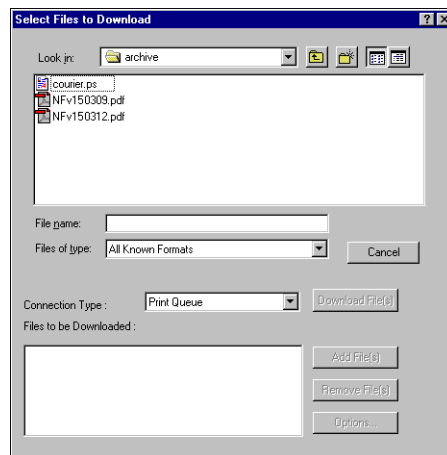 Select Files to Download
Look in: archive
courier.ps
NFv150309.pdf
NFv150312.pdf
File name:
Files of type: All Known Formats Cancel
Connection Type : Print Queue Download File(s)
Files to be Downloaded :
Add File(s)
Remove File(s)
Options...